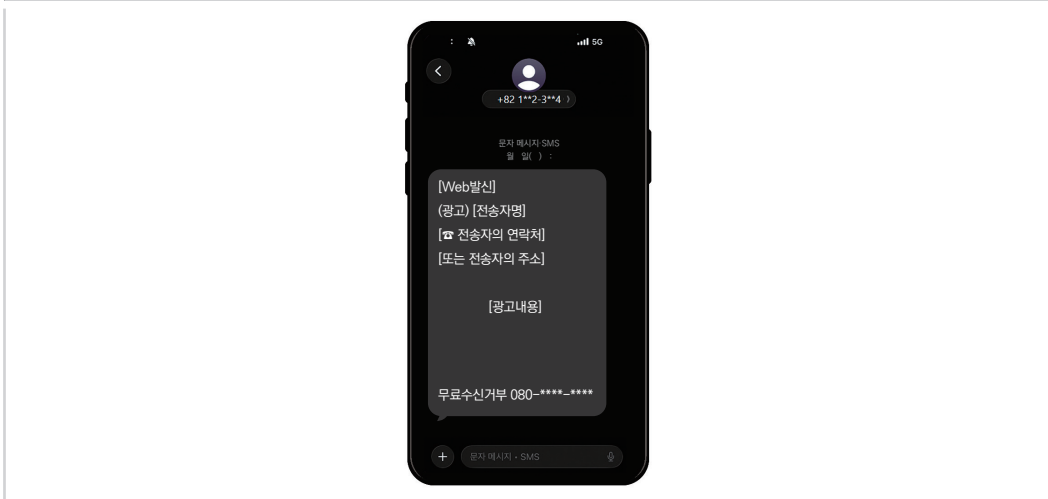 : 5G
+82 1**2-3**4 〉
문자 메시지·SMS
월 일( ) :
[Web발신]
(광고) [전송자명]
[☎ 전송자의 연락처]
[또는 전송자의 주소]
[광고내용]
무료수신거부 080-****-****
문자 메시지 • SMS